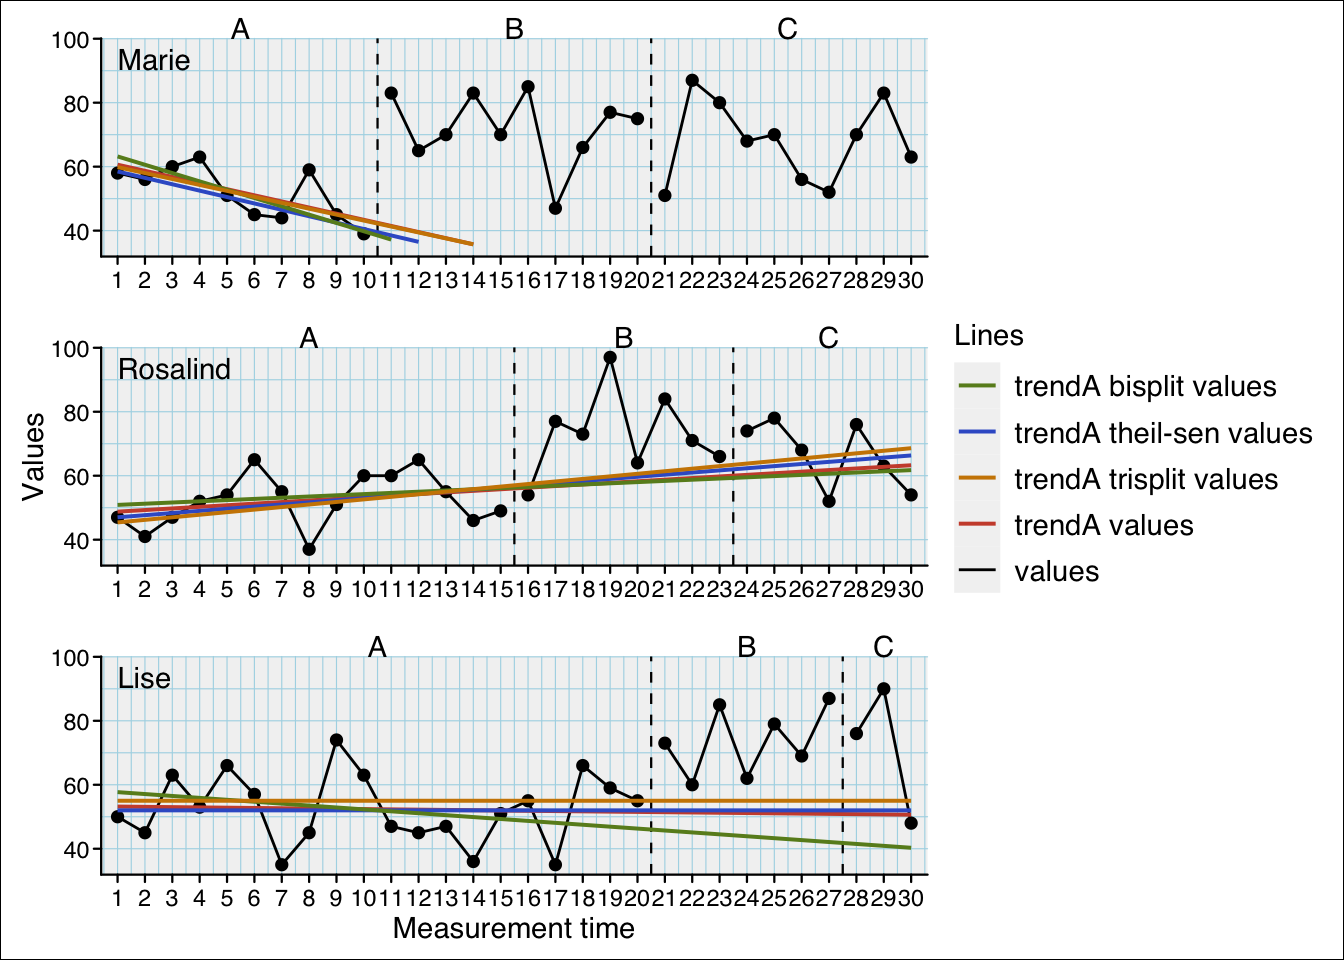 A B C
100
Marie
80
60
40
1 2 3 4 5 6 7 8 9 10 11 12 13 14 15 16 17 18 19 20 21 22 23 24 25 26 27 28 29 30
A B C
100
Rosalind
80
60
40
1 2 3 4 5 6 7 8 9 10 11 12 13 14 15 16 17 18 19 20 21 22 23 24 25 26 27 28 29 30
A B C
100
Lise
80
60
40
1 2 3 4 5 6 7 8 9 10 11 12 13 14 15 16 17 18 19 20 21 22 23 24 25 26 27 28 29 30
Values
Measurement time
Lines
trendA bisplit values
trendA theil-sen values
trendA trisplit values
trendA values
values